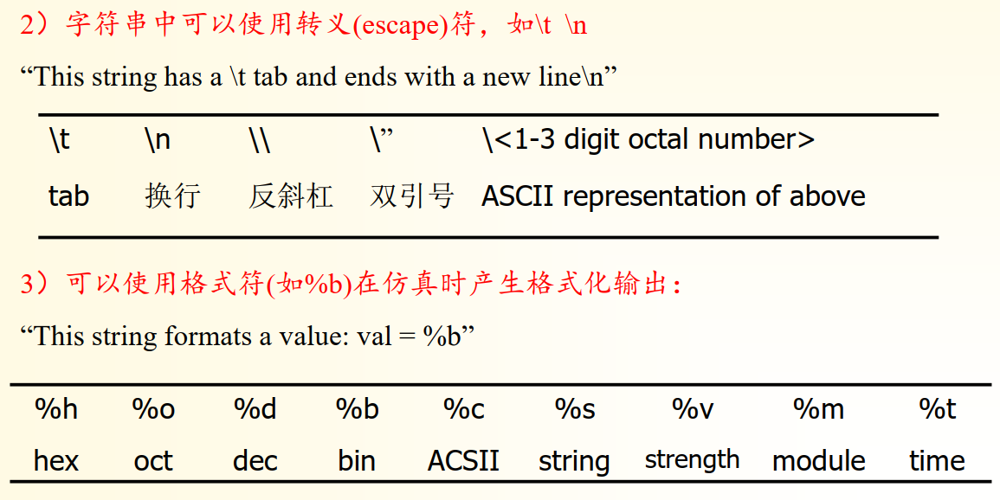 2）字符串中可以使用转义(escape)符，如\t \n
“This string has a \t tab and ends with a new line\n”
\t \n \\ \” \<1-3 digit octal number>
tab 换行 反斜杠 双引号 ASCII representation of above
3）可以使用格式符(如%b)在仿真时产生格式化输出：
“This string formats a value: val = %b”
%h %o %d %b %c %s %v %m %t
hex oct dec bin ACSII string strength module time